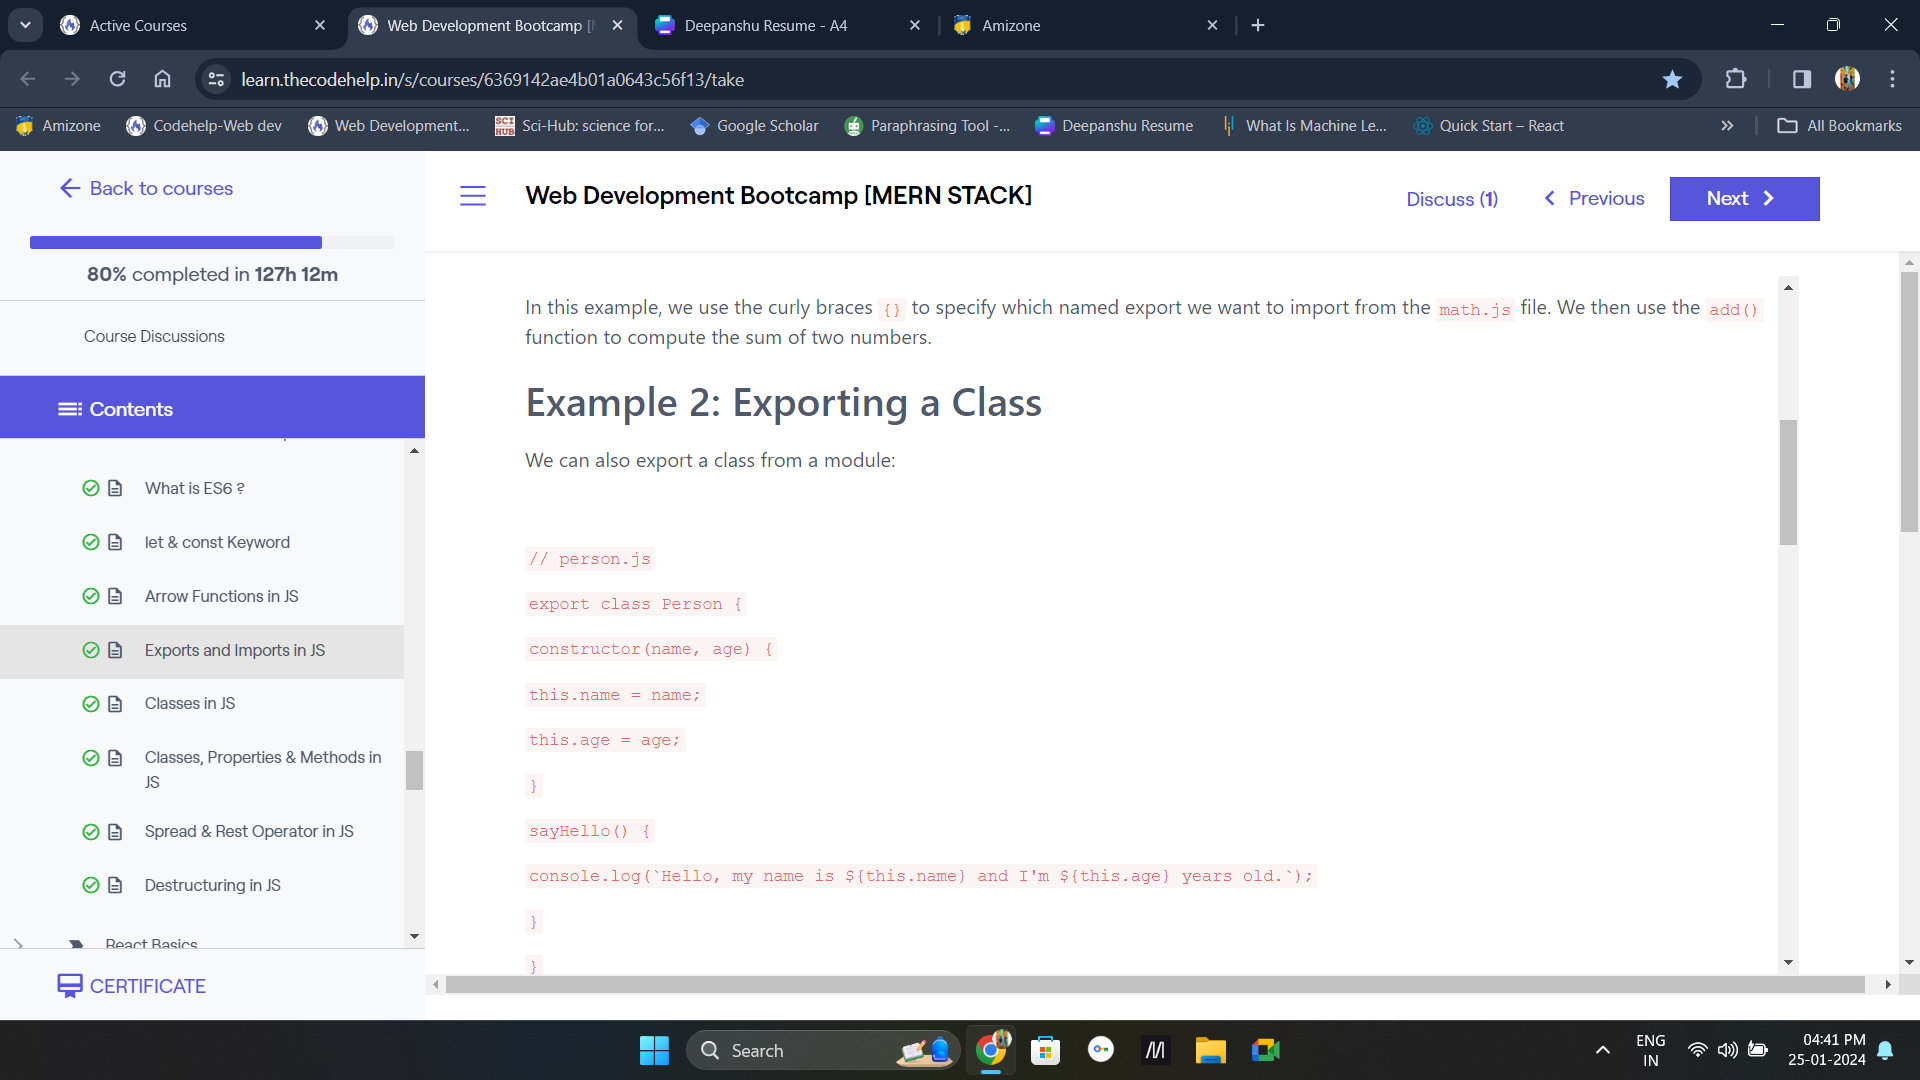 Active Courses
Web Development Bootcamp [
Deepanshu Resume - A4
Amizone
learn.thecodehelp.in/s/courses/6369142ae4b01a0643c56f13/take
Amizone
Codehelp-Web dev
Web Development...
SCI HUB
Sci-Hub: science for...
Google Scholar
Paraphrasing Tool -...
Deepanshu Resume
What Is Machine Le...
Quick Start – React
All Bookmarks
Back to courses
80% completed in 127h 12m
Course Discussions
Contents
What is ES6 ?
let & const Keyword
Arrow Functions in JS
Exports and Imports in JS
Classes in JS
Classes, Properties & Methods in
JS
Spread & Rest Operator in JS
Destructuring in JS
React Basics
CERTIFICATE
Web Development Bootcamp [MERN STACK]
Discuss (1)
Previous
Next
In this example, we use the curly braces {} to specify which named export we want to import from the math.js file. We then use the add()
function to compute the sum of two numbers.
Example 2: Exporting a Class
We can also export a class from a module:
// person.js
export class Person {
constructor(name, age) {
this.name = name;
this.age = age;
}
sayHello() {
console.log(`Hello, my name is ${this.name} and I'm ${this.age} years old.`);
}
}
Search
ENG
IN
04:41 PM
25-01-2024